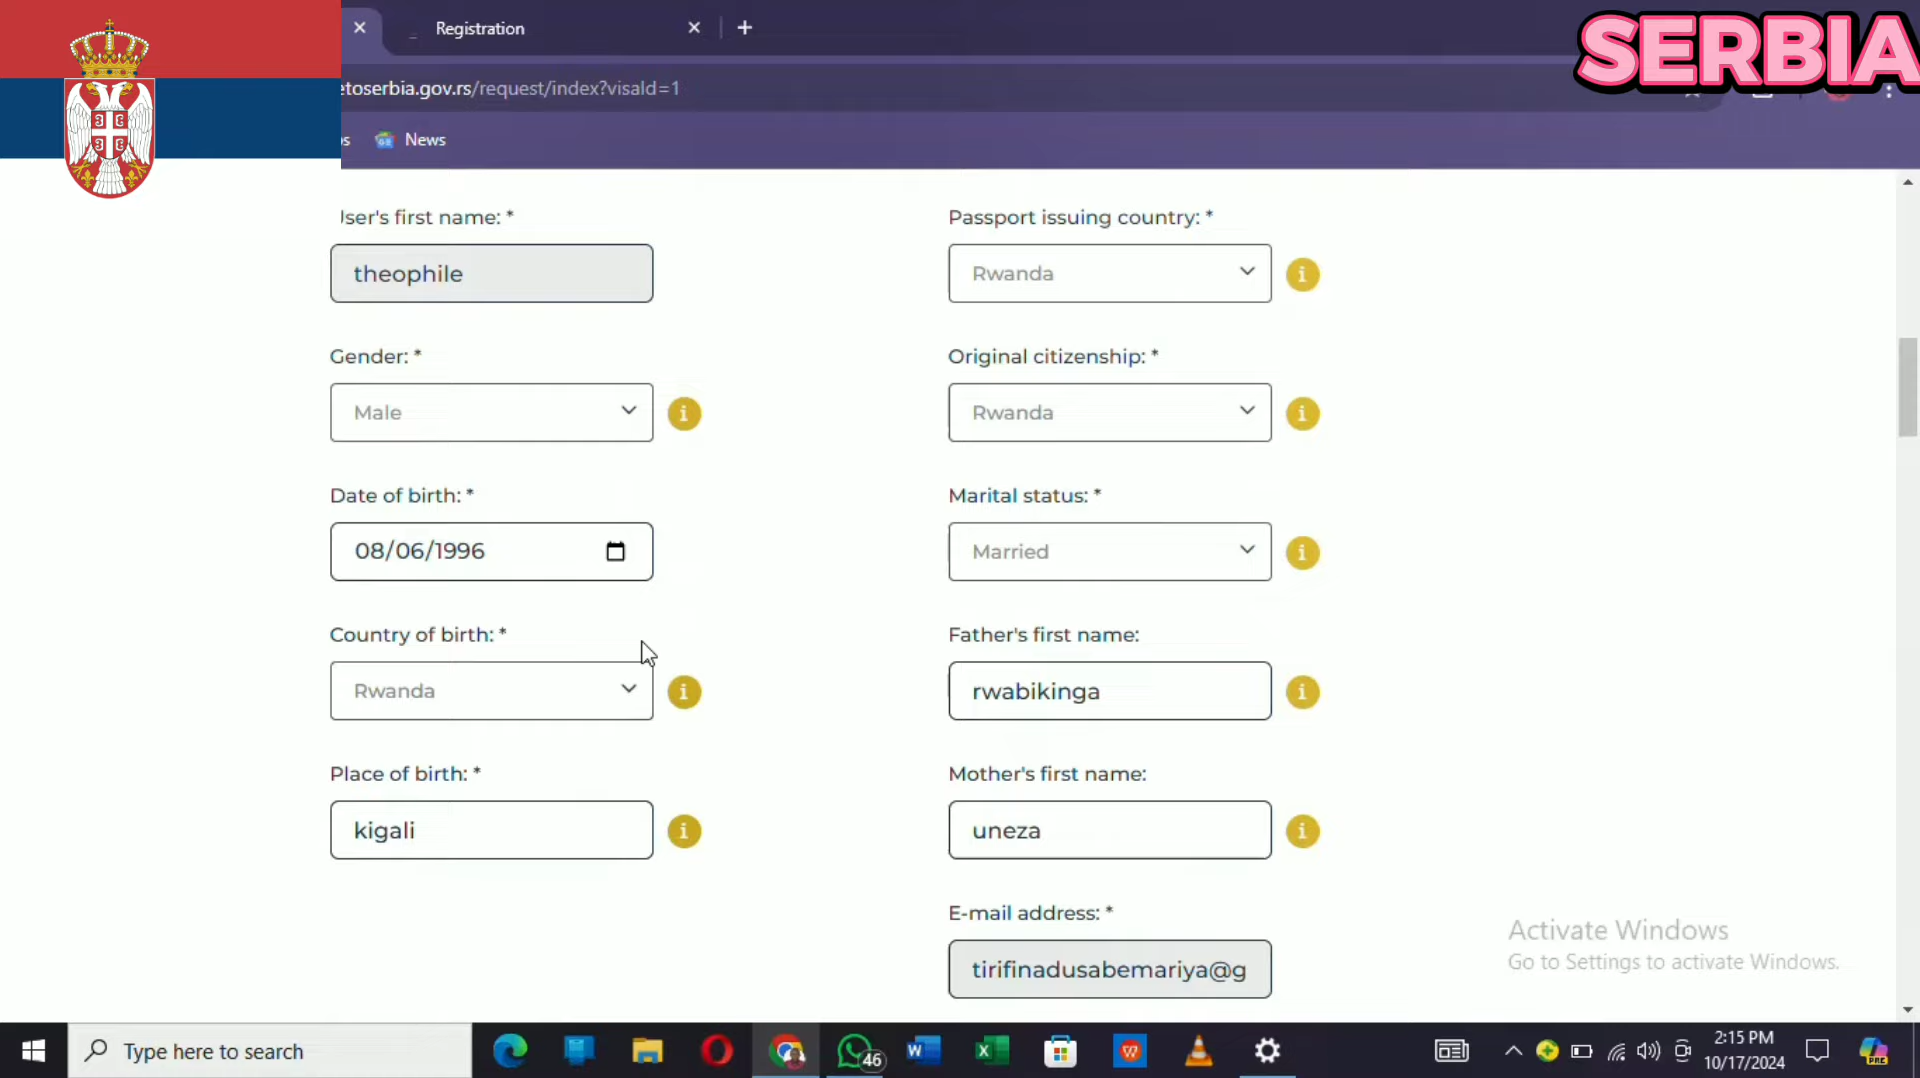 Registration
SERBIA
etoserbia.gov.rs/request/index?visaId=1
News
User's first name: *
Passport issuing country: *
theophile
Rwanda
Gender: *
Original citizenship: *
Male
Rwanda
Date of birth: *
Marital status: *
08/06/1996
Married
Country of birth: *
Father's first name:
Rwanda
rwabikinga
Place of birth: *
Mother's first name:
kigali
uneza
E-mail address: *
tirifinadusabemariya@g
Activate Windows
Go to Settings to activate Windows.
Type here to search
46
2:15 PM
10/17/2024